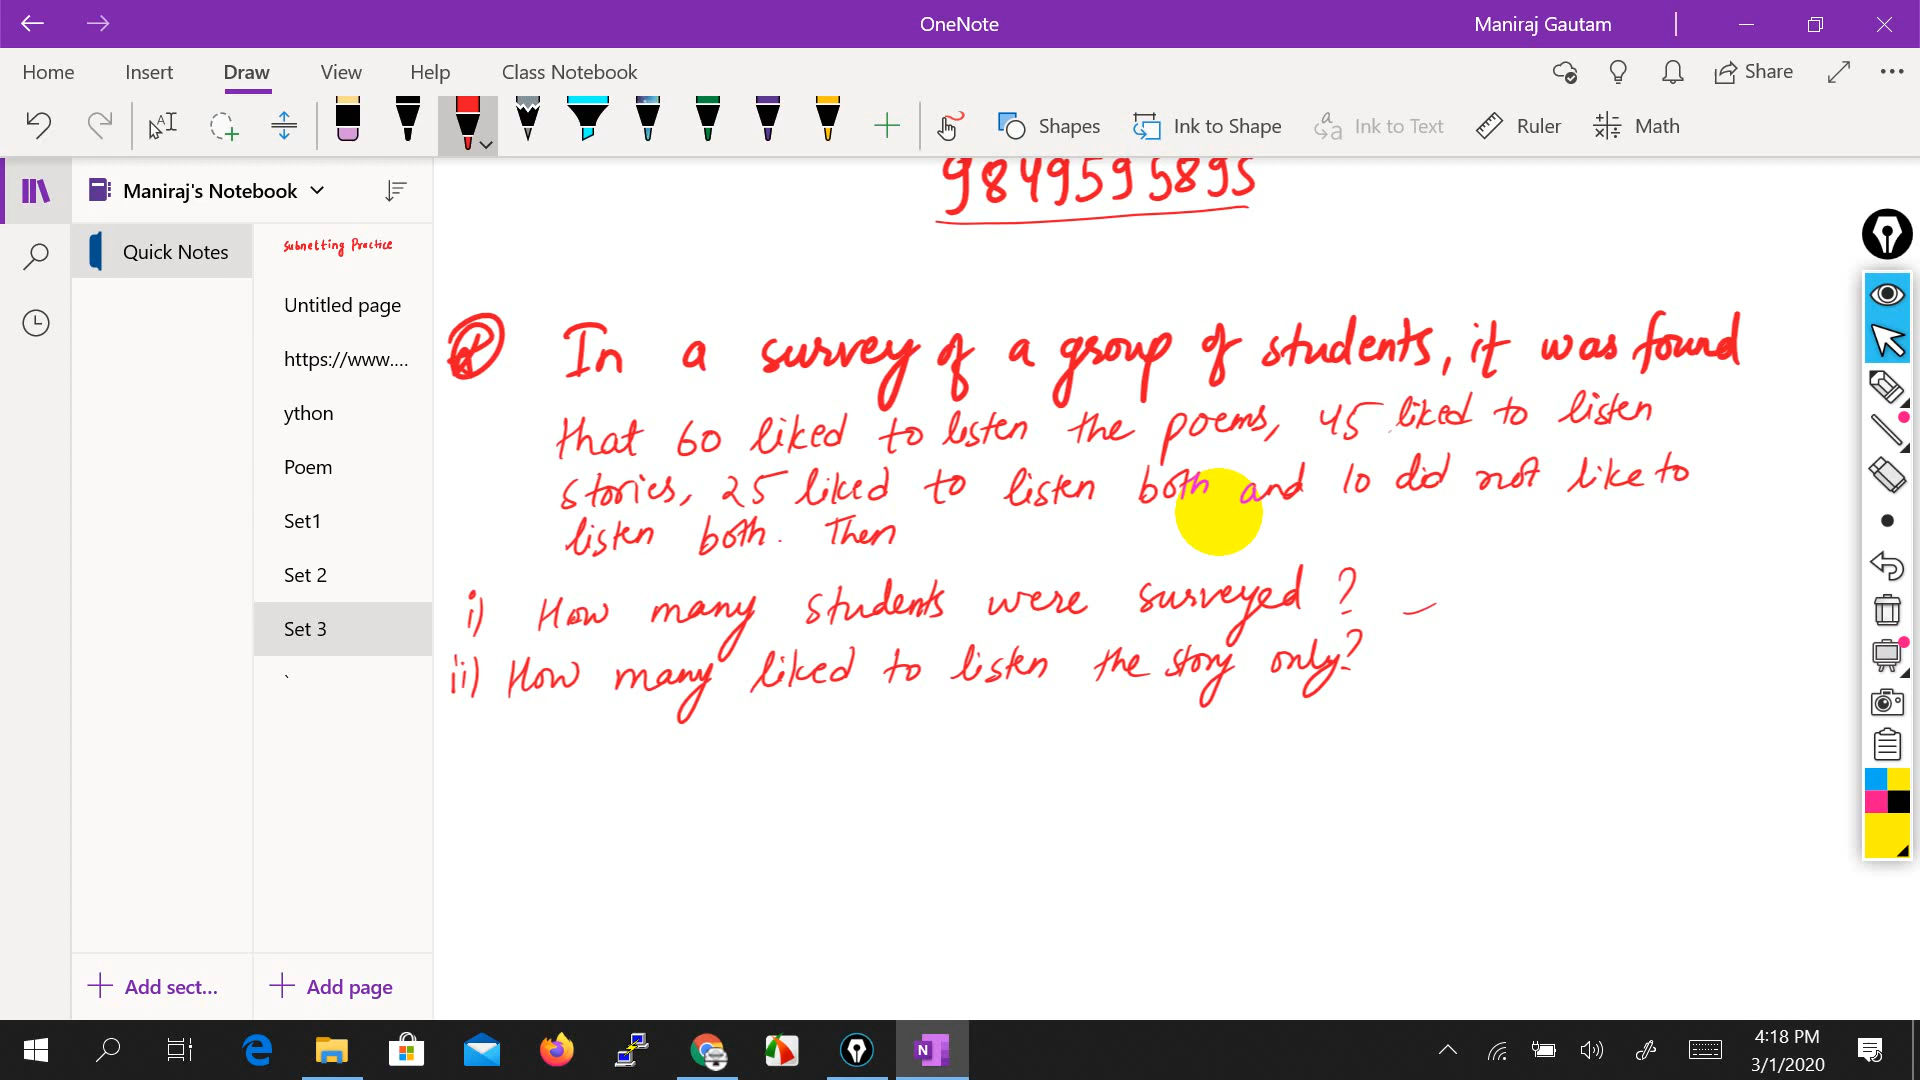 OneNote
Maniraj Gautam
Home Insert Draw View Help Class Notebook
Share
Shapes Ink to Shape Ink to Text Ruler Math
Maniraj's Notebook
Quick Notes
Subnetting Practice
Untitled page
https://www....
ython
Poem
Set1
Set 2
Set 3
`
Add sect...
Add page
9849595895
In a survey of a group of students, it was found
that 60 liked to listen the poems, 45 liked to listen
stories, 25 liked to listen both and 10 did not like to
listen both. Then
i) How many students were surveyed?
ii) How many liked to listen the story only?
4:18 PM
3/1/2020